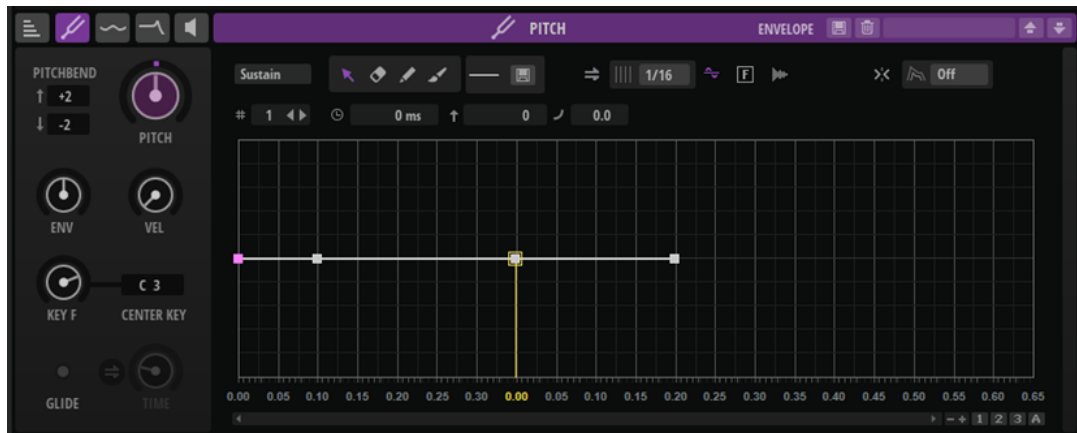 PITCH ENVELOPE
PITCHBEND
+2
-2
PITCH
ENV VEL
C 3
KEY F CENTER KEY
GLIDE TIME
Sustain 1/16 F Off
# 1 0 ms 0 0.0
0.00 0.05 0.10 0.15 0.20 0.25 0.30 0.00 0.05 0.10 0.15 0.20 0.25 0.30 0.35 0.40 0.45 0.50 0.55 0.60 0.65
- + 1 2 3 A